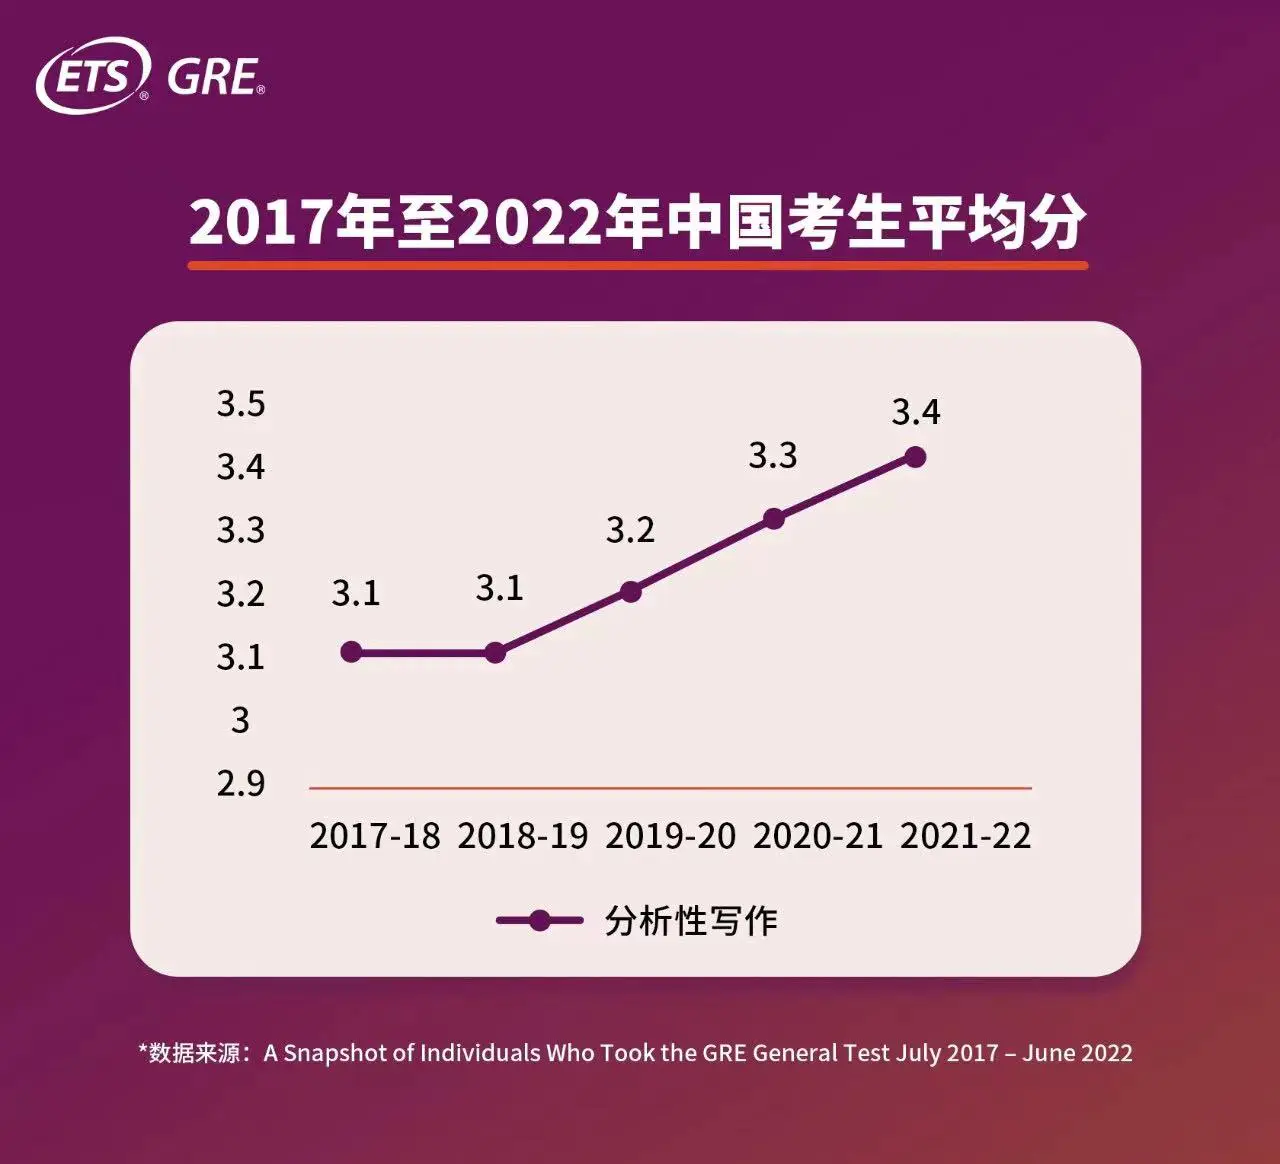 ETS® GRE®
2017年至2022年中国考生平均分
3.5
3.4
3.3
3.2
3.1
3
2.9
3.1
3.1
3.2
3.3
3.4
2017-18 2018-19 2019-20 2020-21 2021-22
分析性写作
*数据来源：A Snapshot of Individuals Who Took the GRE General Test July 2017 – June 2022